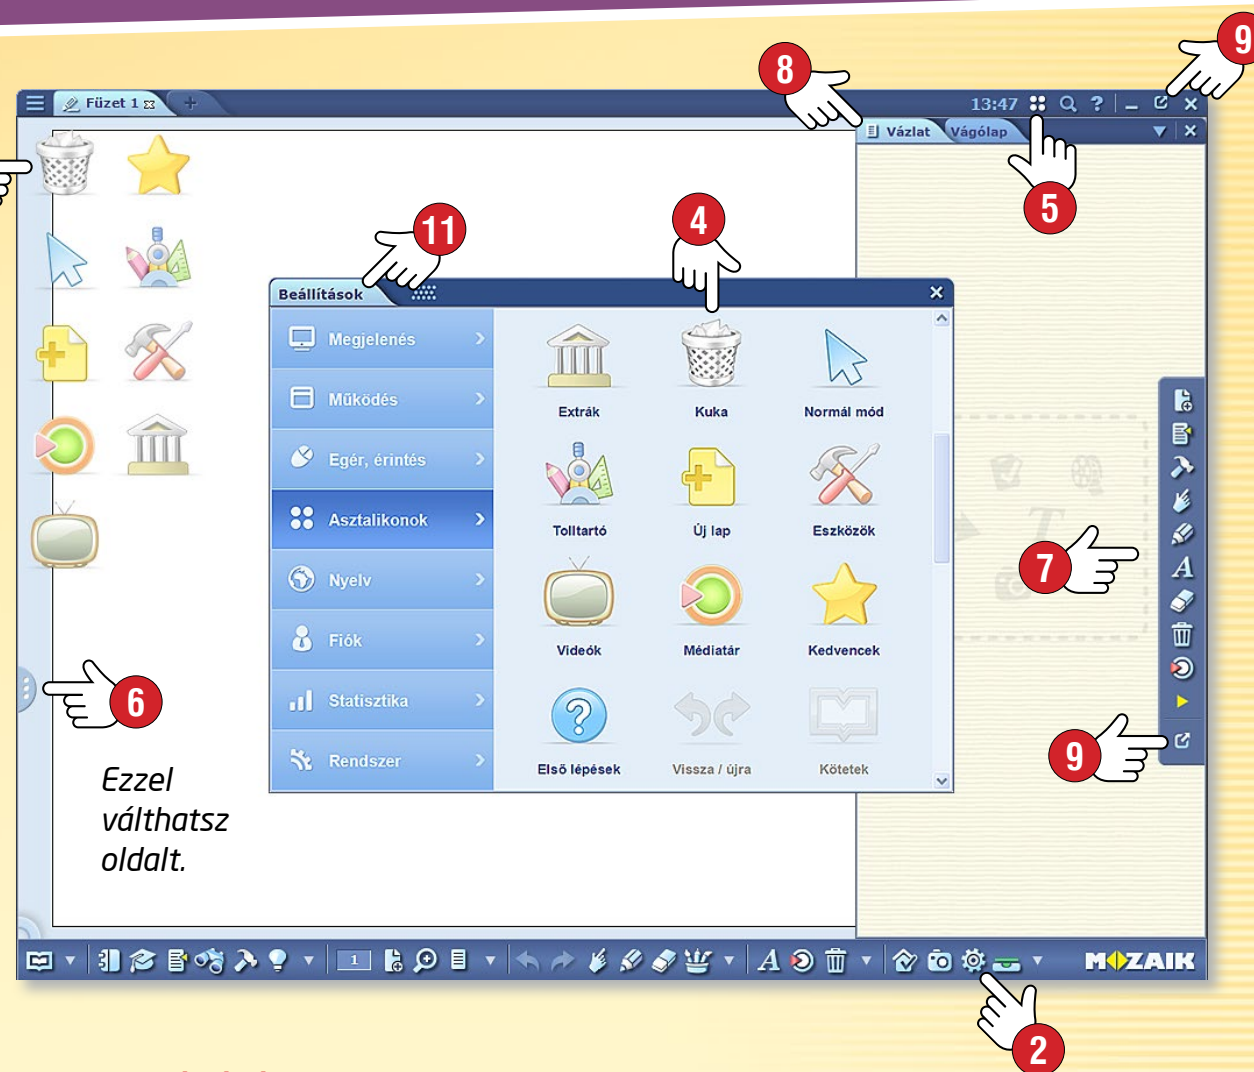 9
8
Füzet 1
13:47
Vázlat
Vágólap
5
11
4
Beállítások
Megjelenés
Működés
Egér, érintés
Asztalikonok
Nyelv
Fiók
Statisztika
Rendszer
Extrák
Kuka
Normál mód
Tolltartó
Új lap
Eszközök
Videók
Médiatár
Kedvencek
Első lépések
Vissza / újra
Kötetek
7
6
9
Ezzel
válthatsz
oldalt.
1
A
MOZAIK
2